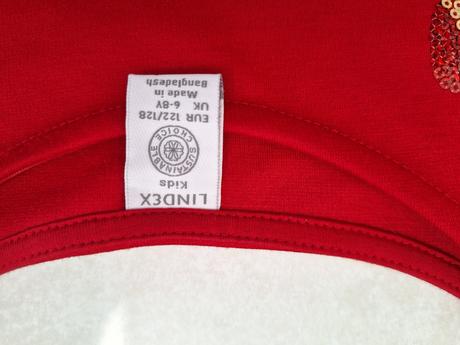 LINDEX
Kids
SUSTAINABLE
CHOICE
EUR 122/128
UK 6-8Y
Made in
Bangladesh